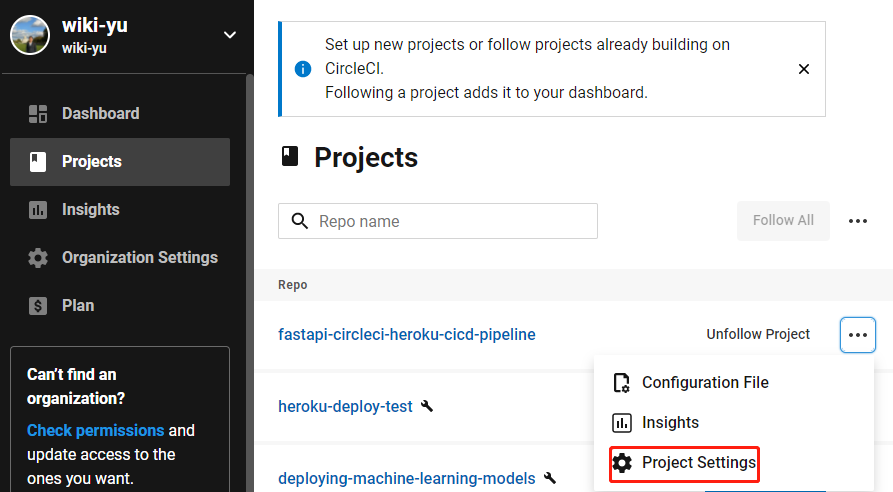 wiki-yu
wiki-yu
Dashboard
Projects
Insights
Organization Settings
Plan
Can't find an
organization?
Check permissions and
update access to the
ones you want.
Set up new projects or follow projects already building on
CircleCI.
Following a project adds it to your dashboard.
Projects
Repo name
Follow All
Repo
fastapi-circleci-heroku-cicd-pipeline
Unfollow Project
Configuration File
Insights
Project Settings
heroku-deploy-test
deploying-machine-learning-models